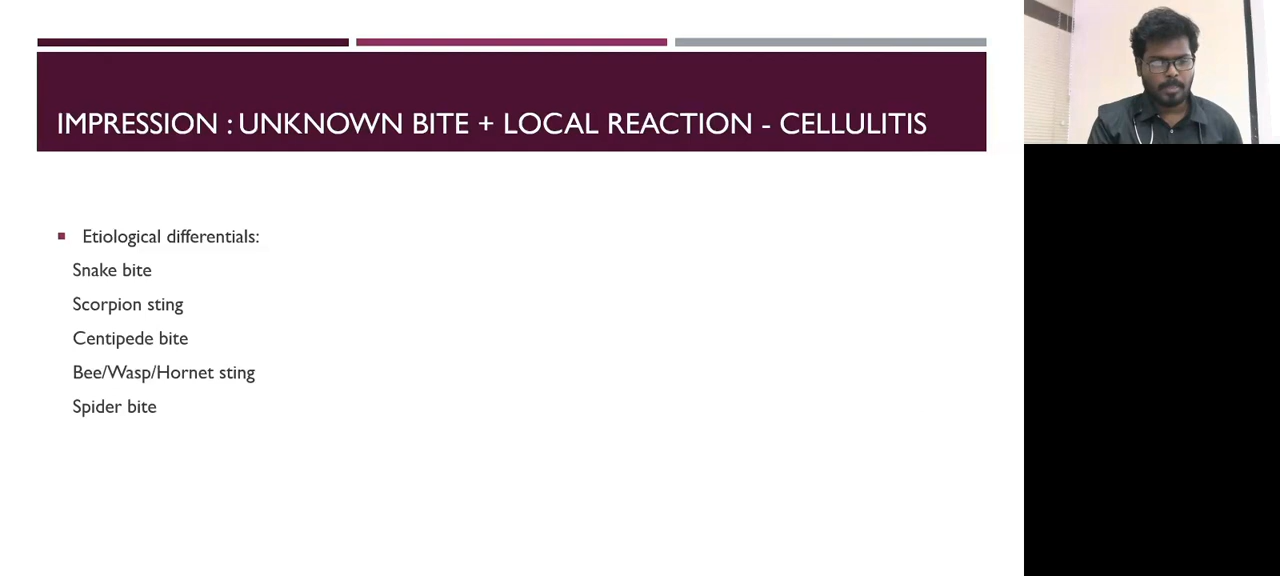 IMPRESSION : UNKNOWN BITE + LOCAL REACTION - CELLULITIS
Etiological differentials:
Snake bite
Scorpion sting
Centipede bite
Bee/Wasp/Hornet sting
Spider bite